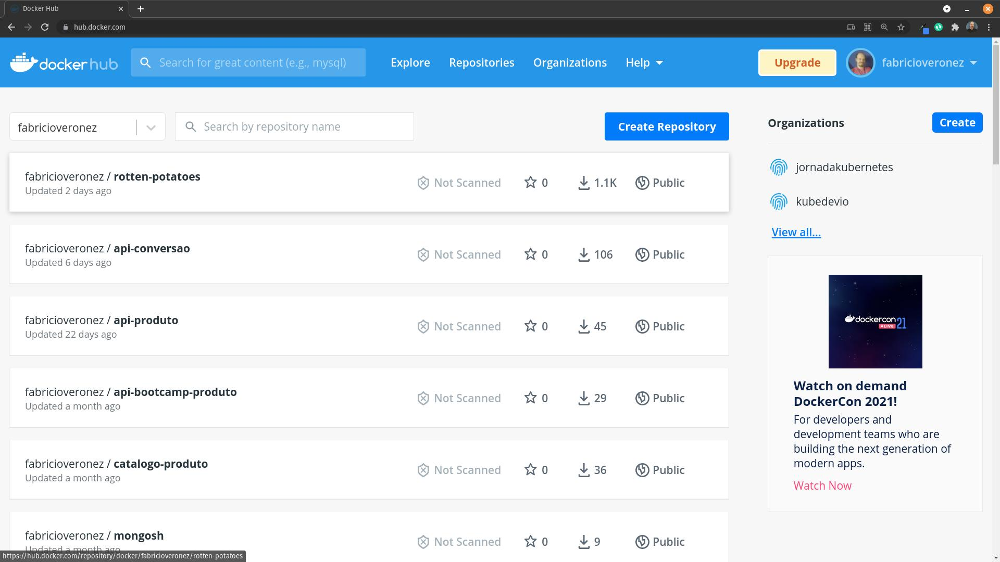 Docker Hub
hub.docker.com
docker hub
Search for great content (e.g., mysql)
Explore
Repositories
Organizations
Help
Upgrade
fabricioveronez
fabricioveronez
Search by repository name
Create Repository
fabricioveronez / rotten-potatoes
Updated 2 days ago
Not Scanned
0
1.1K
Public
fabricioveronez / api-conversao
Updated 6 days ago
Not Scanned
0
106
Public
fabricioveronez / api-produto
Updated 22 days ago
Not Scanned
0
45
Public
fabricioveronez / api-bootcamp-produto
Updated a month ago
Not Scanned
0
29
Public
fabricioveronez / catalogo-produto
Updated a month ago
Not Scanned
0
36
Public
fabricioveronez / mongosh
Updated a month ago
Not Scanned
0
9
Public
Organizations
Create
jornadakubernetes
kubedevio
View all...
dockercon
LIVE 21
Watch on demand
DockerCon 2021!
For developers and
development teams who are
building the next generation of
modern apps.
Watch Now
https://hub.docker.com/repository/docker/fabricioveronez/rotten-potatoes